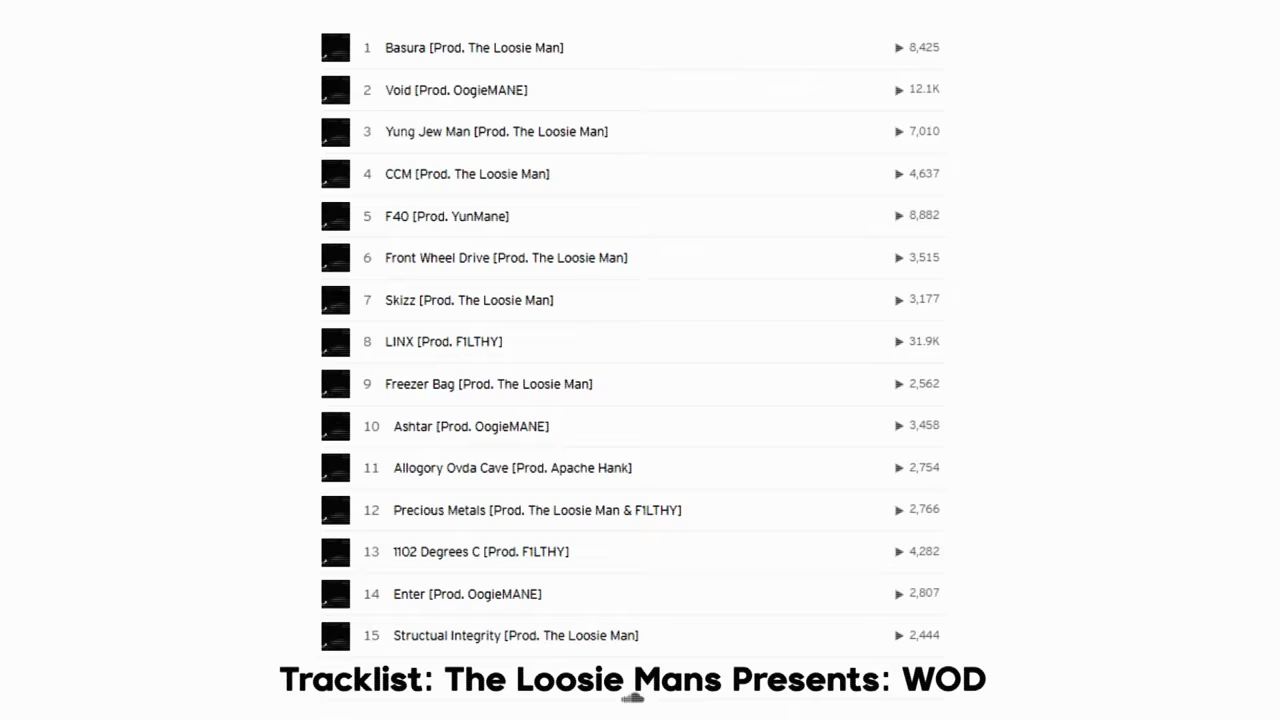 1 Basura [Prod. The Loosie Man] 8,425
2 Void [Prod. OogieMANE] 12.1K
3 Yung Jew Man [Prod. The Loosie Man] 7,010
4 CCM [Prod. The Loosie Man] 4,637
5 F40 [Prod. YunMane] 8,882
6 Front Wheel Drive [Prod. The Loosie Man] 3,515
7 Skizz [Prod. The Loosie Man] 3,177
8 LINX [Prod. F1LTHY] 31.9K
9 Freezer Bag [Prod. The Loosie Man] 2,562
10 Ashtar [Prod. OogieMANE] 3,458
11 Allogory Ovda Cave [Prod. Apache Hank] 2,754
12 Precious Metals [Prod. The Loosie Man & F1LTHY] 2,766
13 1102 Degrees C [Prod. F1LTHY] 4,282
14 Enter [Prod. OogieMANE] 2,807
15 Structual Integrity [Prod. The Loosie Man] 2,444
Tracklist: The Loosie Mans Presents: WOD